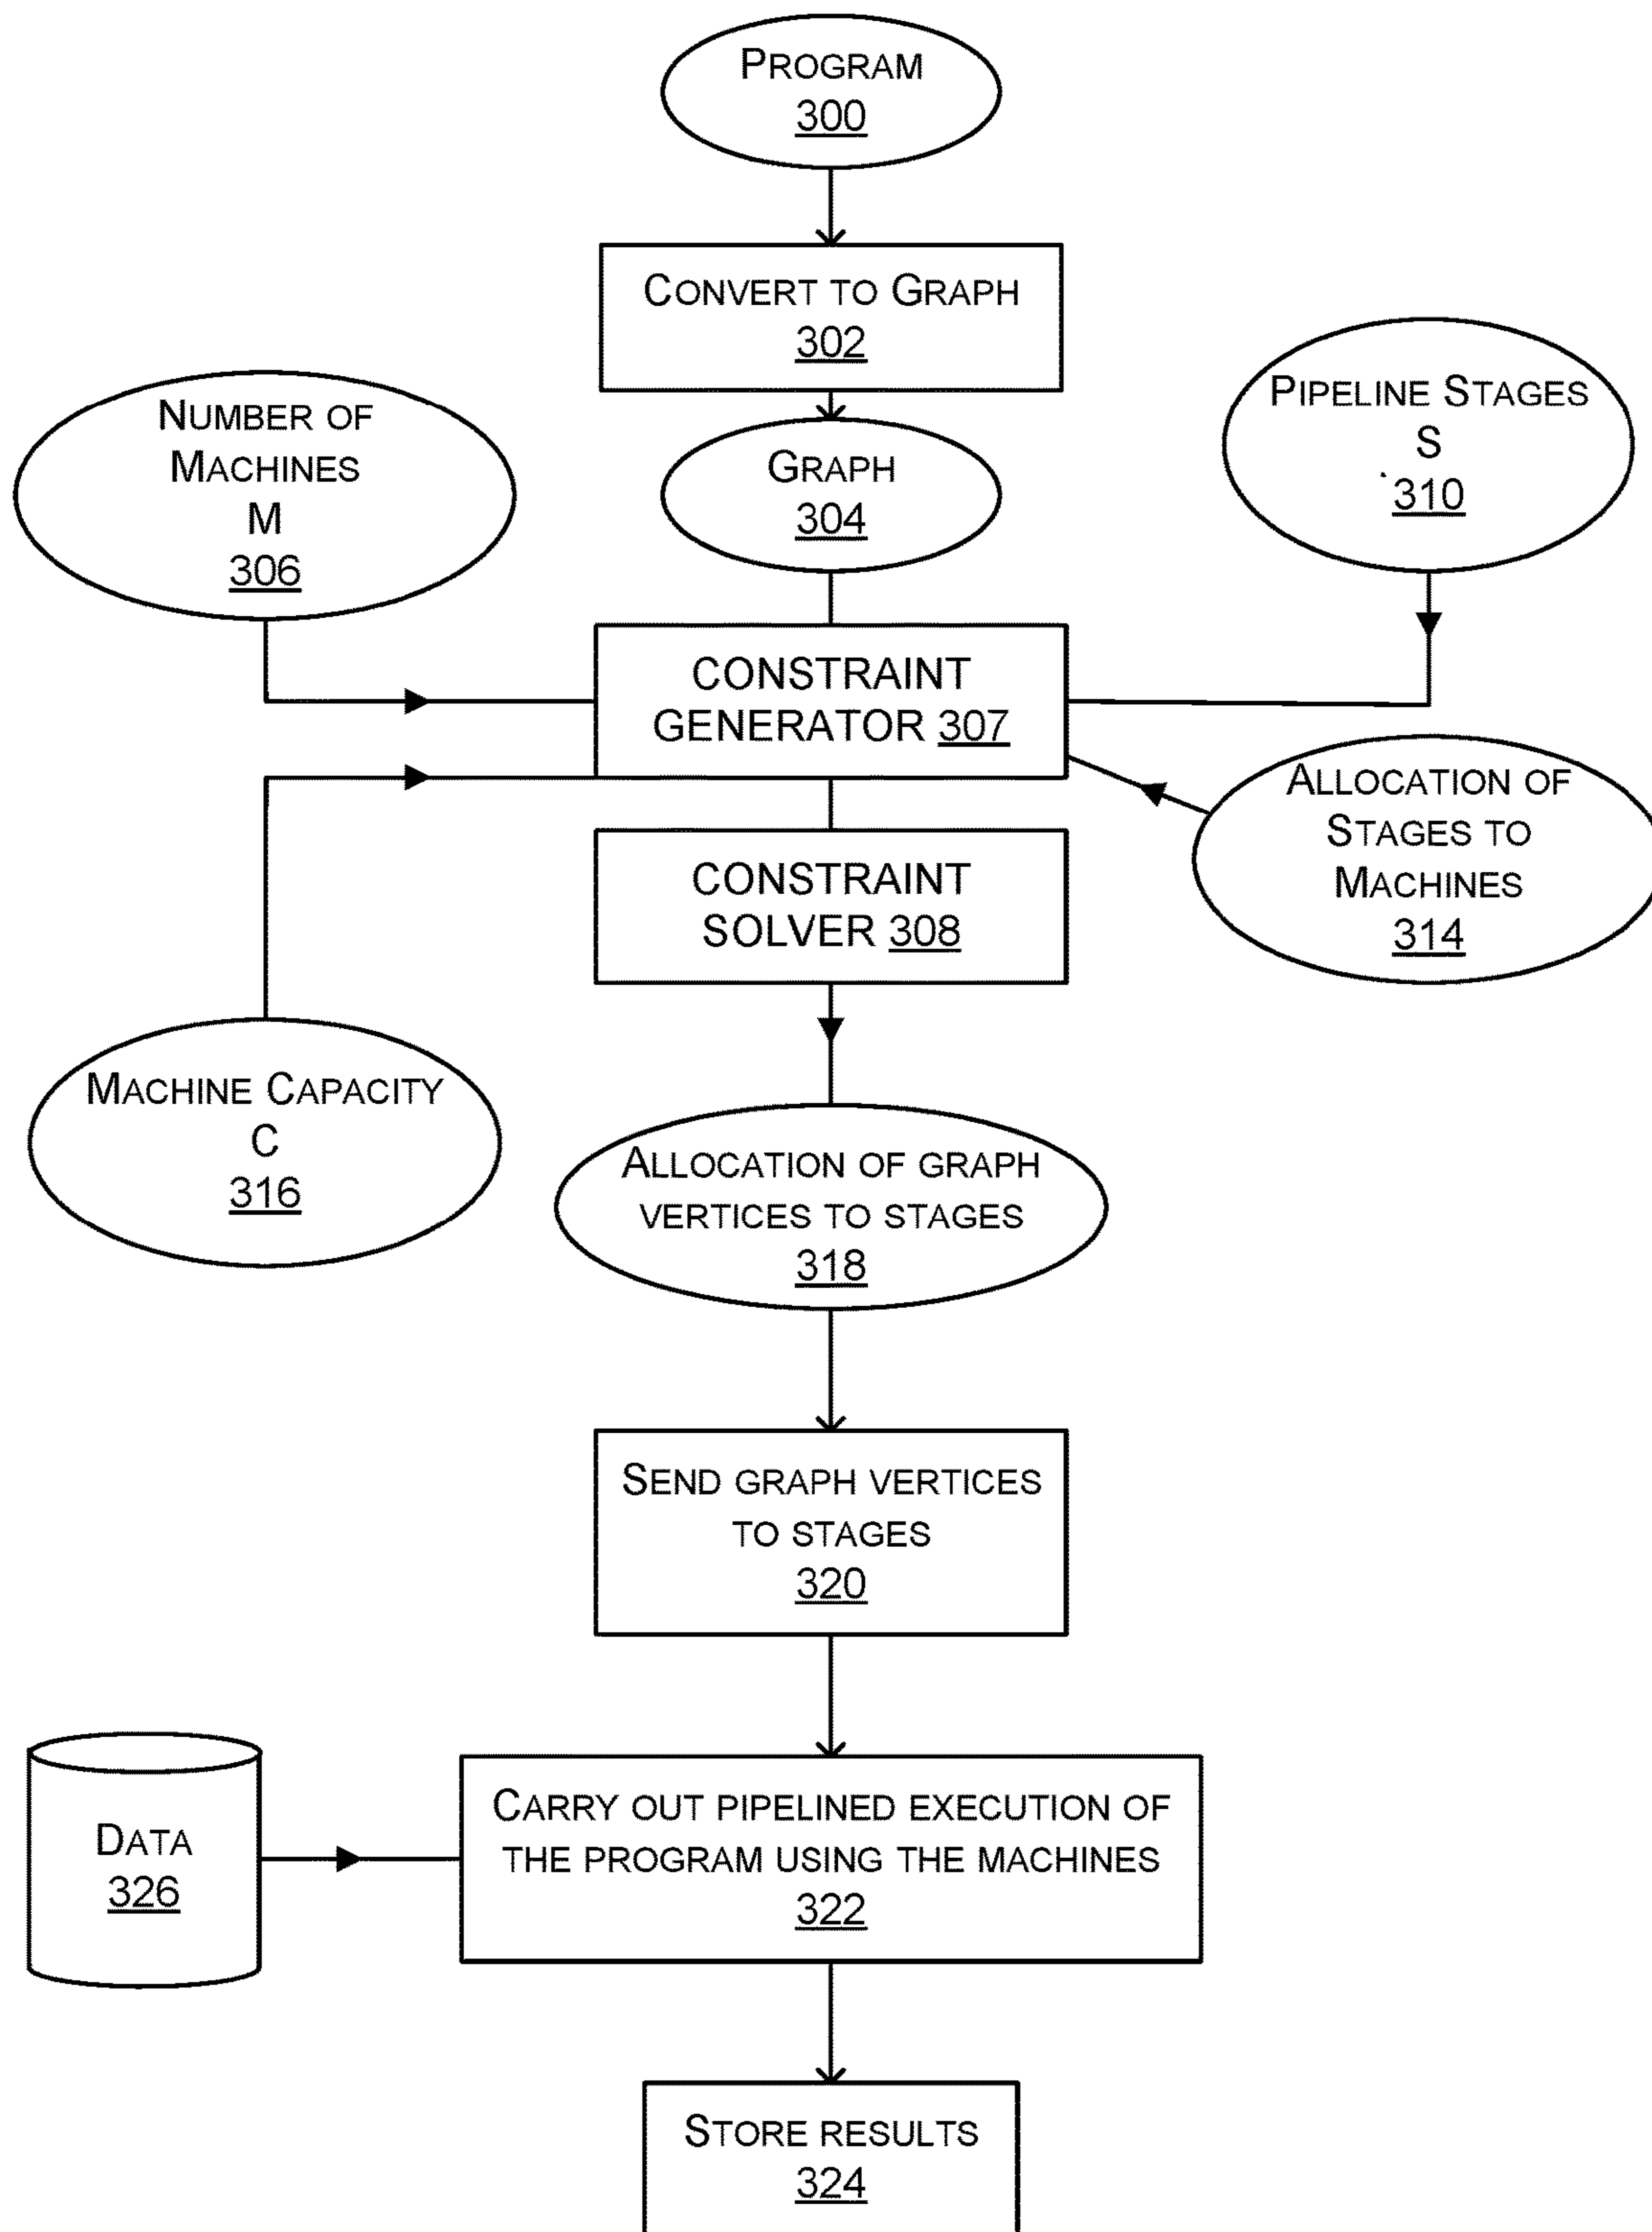 PROGRAM
300
CONVERT TO GRAPH
302
NUMBER OF
MACHINES
M
306
GRAPH
304
PIPELINE STAGES
S
310
CONSTRAINT
GENERATOR 307
ALLOCATION OF
STAGES TO
MACHINES
314
CONSTRAINT
SOLVER 308
MACHINE CAPACITY
C
316
ALLOCATION OF GRAPH
VERTICES TO STAGES
318
SEND GRAPH VERTICES
TO STAGES
320
DATA
326
CARRY OUT PIPELINED EXECUTION OF
THE PROGRAM USING THE MACHINES
322
STORE RESULTS
324